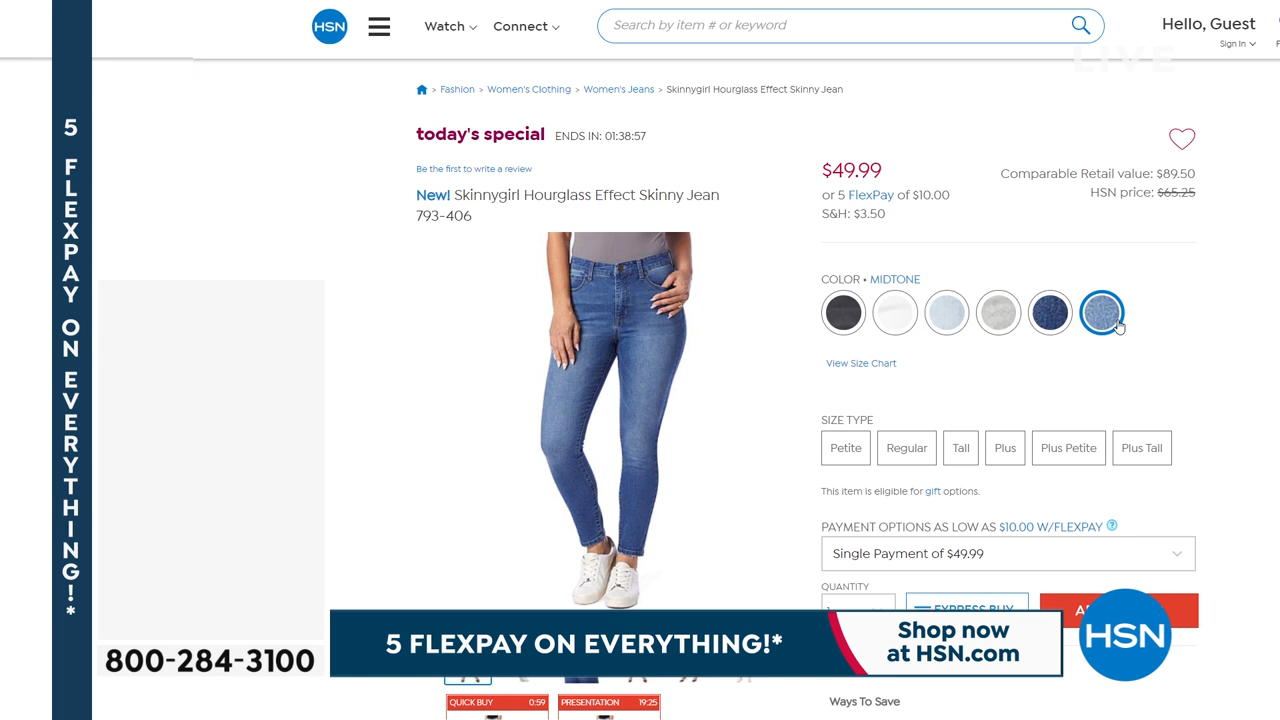 HSN
Watch
Connect
Search by item # or keyword
Hello, Guest
Sign In
LIVE
Fashion > Women's Clothing > Women's Jeans > Skinnygirl Hourglass Effect Skinny Jean
today's special ENDS IN: 01:38:57
Be the first to write a review
New! Skinnygirl Hourglass Effect Skinny Jean
793-406
$49.99
or 5 FlexPay of $10.00
S&H: $3.50
Comparable Retail value: $89.50
HSN price: $65.25
COLOR • MIDTONE
View Size Chart
SIZE TYPE
Petite
Regular
Tall
Plus
Plus Petite
Plus Tall
This item is eligible for gift options.
PAYMENT OPTIONS AS LOW AS $10.00 W/FLEXPAY ?
Single Payment of $49.99
QUANTITY
EXPRESS BUY
5 FLEXPAY ON EVERYTHING!*
800-284-3100
5 FLEXPAY ON EVERYTHING!*
Shop now
at HSN.com
HSN
QUICK BUY 0:59
PRESENTATION 19:25
Ways To Save